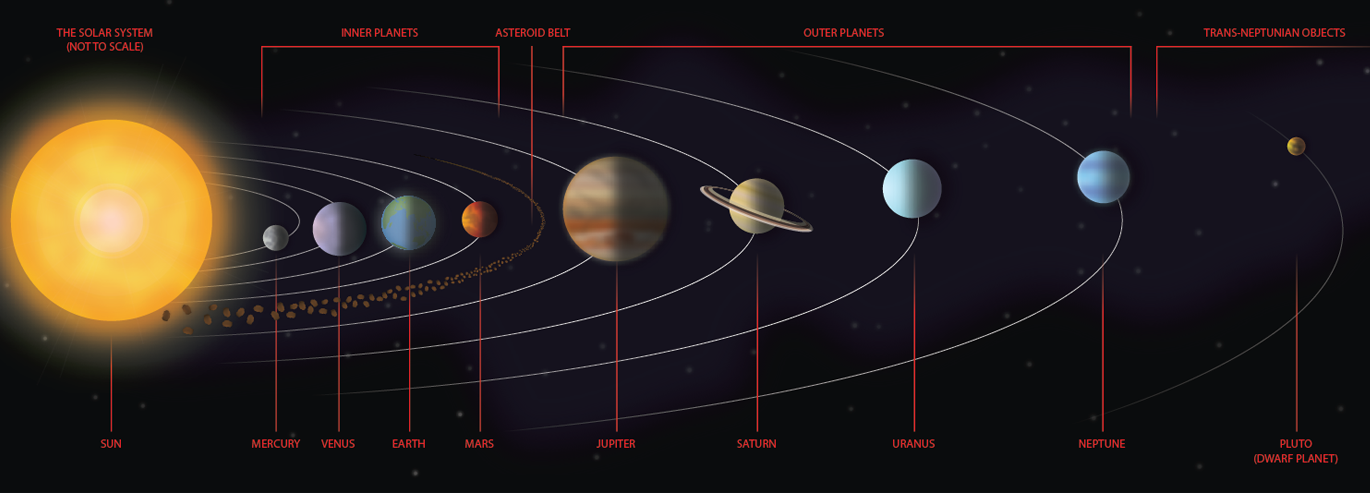 THE SOLAR SYSTEM
(NOT TO SCALE)
INNER PLANETS
ASTEROID BELT
OUTER PLANETS
TRANS-NEPTUNIAN OBJECTS
SUN
MERCURY
VENUS
EARTH
MARS
JUPITER
SATURN
URANUS
NEPTUNE
PLUTO
(DWARF PLANET)